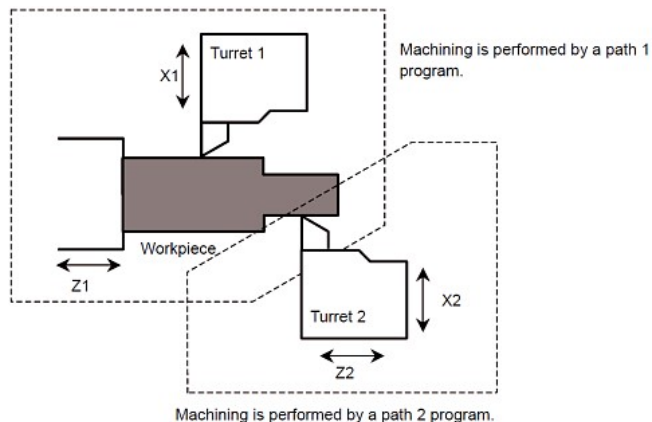 Turret 1
X1
Machining is performed by a path 1
program.
Workpiece
Z1
Turret 2
X2
Z2
Machining is performed by a path 2 program.